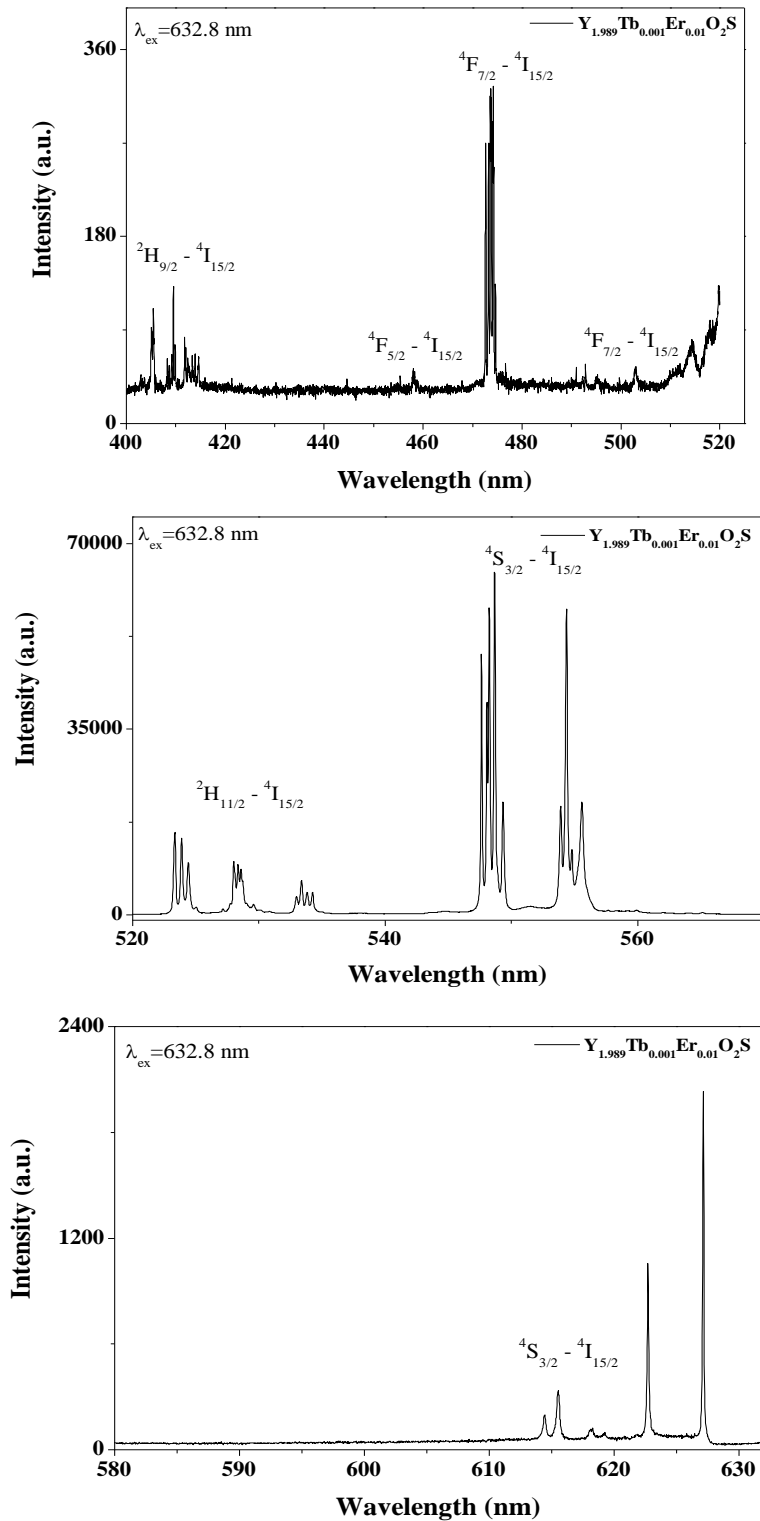 λex=632.8 nm
Y1.989Tb0.001Er0.01O2S
4F7/2 - 4I15/2
2H9/2 - 4I15/2
4F5/2 - 4I15/2
4F7/2 - 4I15/2
360
180
0
Intensity (a.u.)
400 420 440 460 480 500 520
Wavelength (nm)
λex=632.8 nm
Y1.989Tb0.001Er0.01O2S
4S3/2 - 4I15/2
2H11/2 - 4I15/2
70000
35000
0
Intensity (a.u.)
520 540 560
Wavelength (nm)
λex=632.8 nm
Y1.989Tb0.001Er0.01O2S
4S3/2 - 4I15/2
2400
1200
0
Intensity (a.u.)
580 590 600 610 620 630
Wavelength (nm)